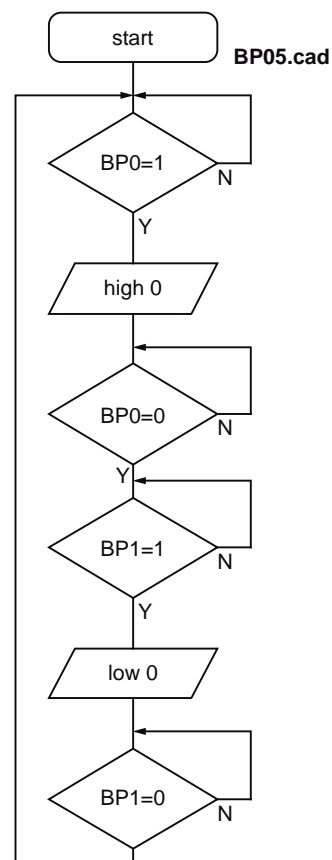 start
BP05.cad
BP0=1
N
Y
high 0
BP0=0
N
Y
BP1=1
N
Y
low 0
BP1=0
N